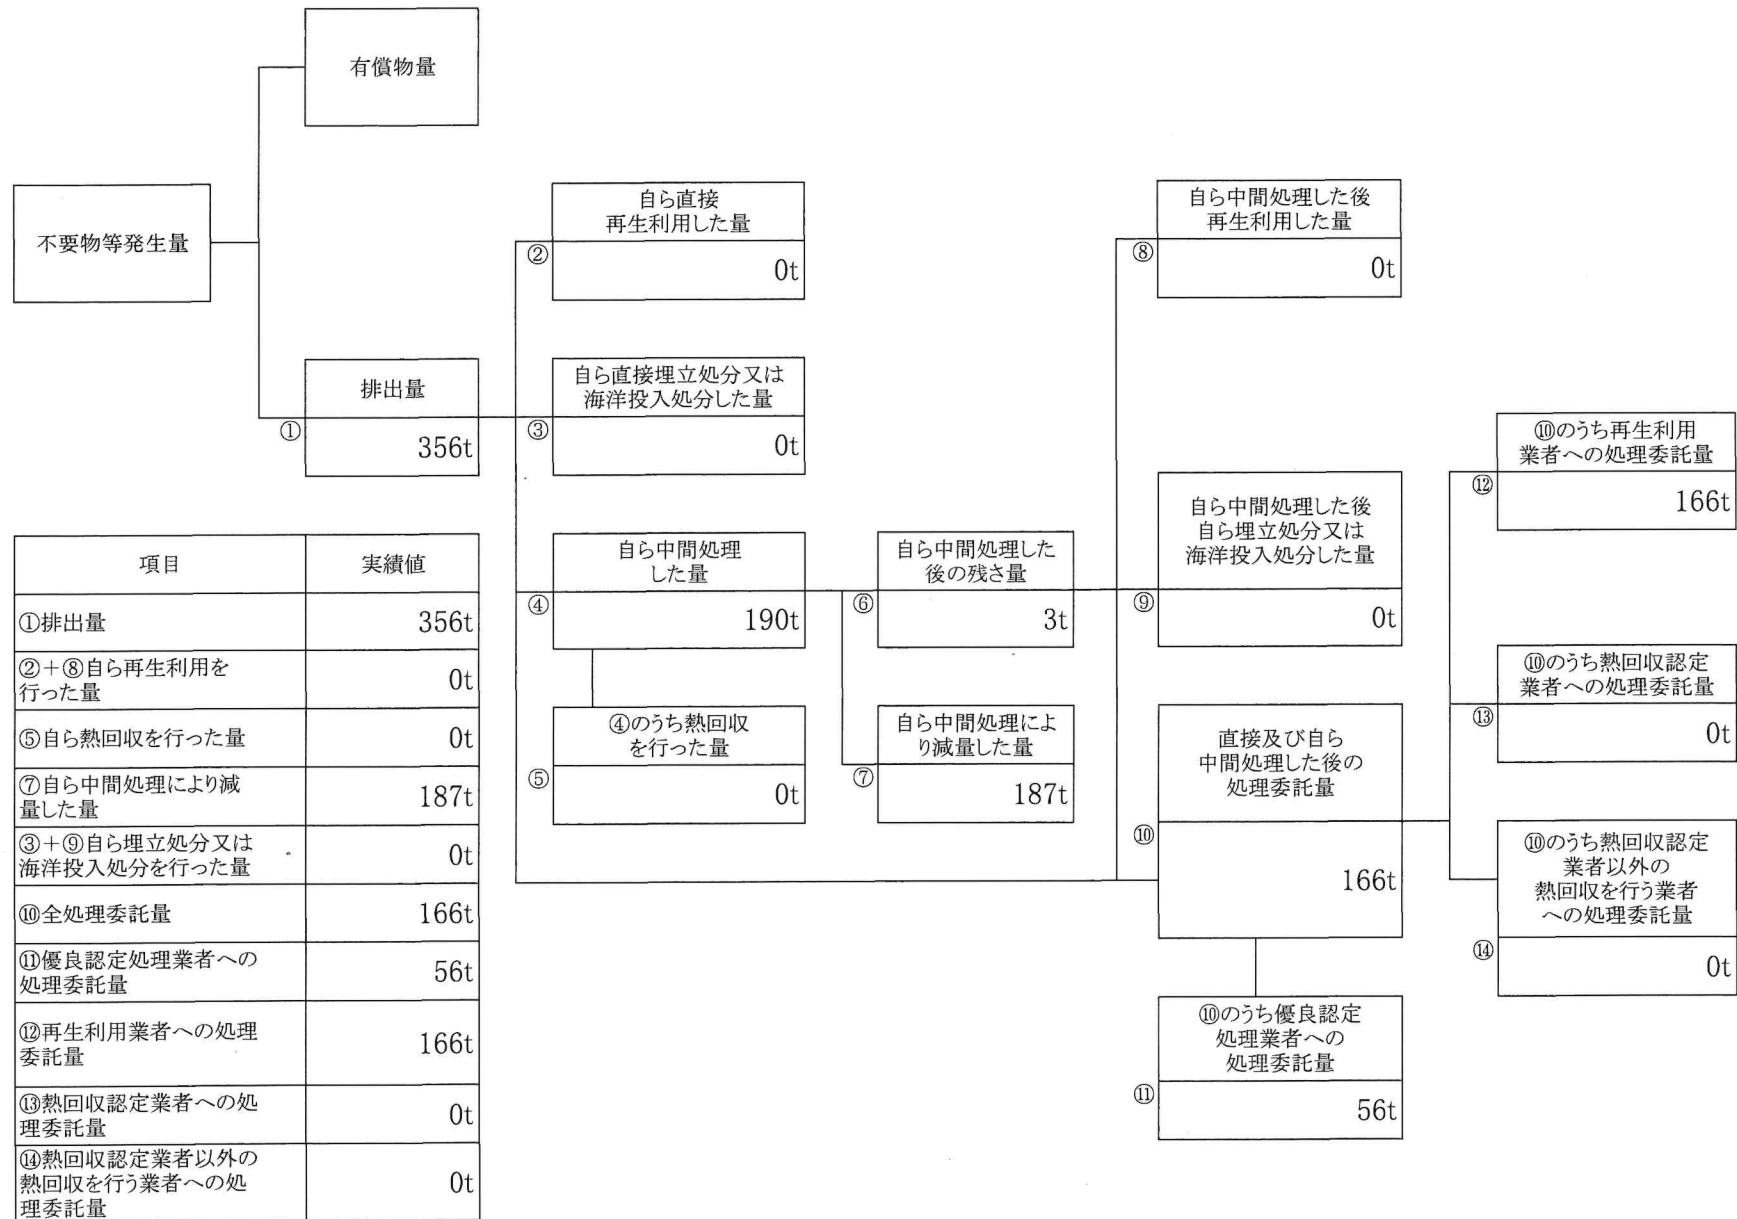 有償物量
不要物等発生量
自ら直接
再生利用した量
②
0t
自ら中間処理した後
再生利用した量
⑧
0t
排出量
①
356t
自ら直接埋立処分又は
海洋投入処分した量
③
0t
自ら中間処理
した量
④
190t
自ら中間処理した
後の残さ量
⑥
3t
自ら中間処理した後
自ら埋立処分又は
海洋投入処分した量
⑨
0t
⑩のうち再生利用
業者への処理委託量
⑫
166t
④のうち熱回収
を行った量
⑤
0t
自ら中間処理によ
り減量した量
⑦
187t
直接及び自ら
中間処理した後の
処理委託量
⑩
166t
⑩のうち熱回収認定
業者への処理委託量
⑬
0t
⑩のうち熱回収認定
業者以外の
熱回収を行う業者
への処理委託量
⑭
0t
⑩のうち優良認定
処理業者への
処理委託量
⑪
56t
項目 実績値
①排出量 356t
②+⑧自ら再生利用を
行った量 0t
⑤自ら熱回収を行った量 0t
⑦自ら中間処理により減
量した量 187t
③+⑨自ら埋立処分又は
海洋投入処分を行った量 0t
⑩全処理委託量 166t
⑪優良認定処理業者への
処理委託量 56t
⑫再生利用業者への処理
委託量 166t
⑬熱回収認定業者への処
理委託量 0t
⑭熱回収認定業者以外の
熱回収を行う業者への処
理委託量 0t